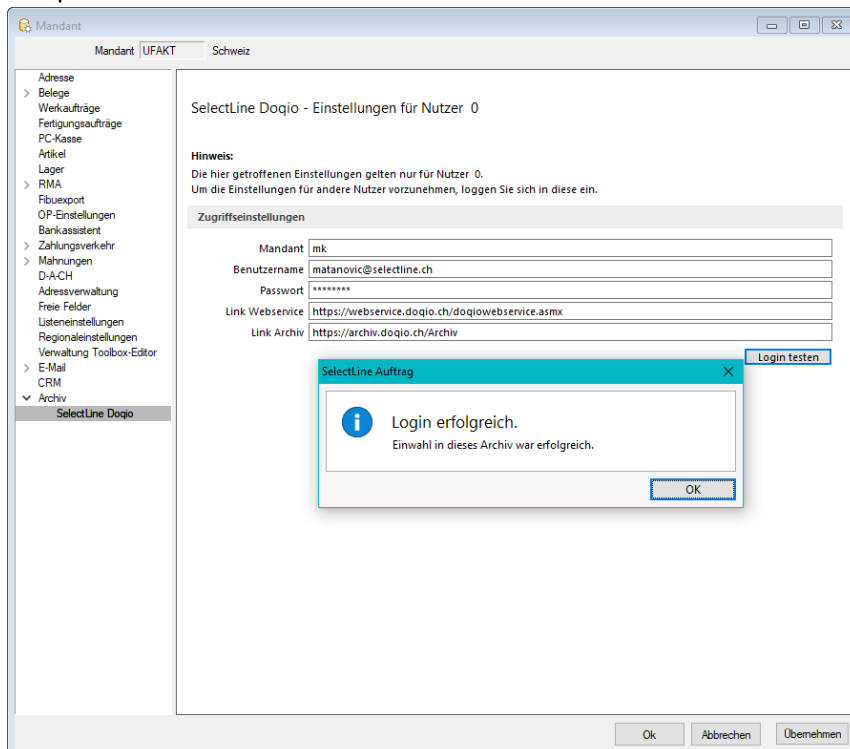 Mandant
Mandant UFAKT Schweiz
Adresse
Belege
Werkaufträge
Fertigungsaufträge
PC-Kasse
Artikel
Lager
RMA
Fibuexport
OP-Einstellungen
Bankassistent
Zahlungsverkehr
Mahnungen
D-A-CH
Adressverwaltung
Freie Felder
Listeneinstellungen
Regionaleinstellungen
Verwaltung Toolbox-Editor
E-Mail
CRM
Archiv
SelectLine Doqio
SelectLine Doqio - Einstellungen für Nutzer 0
Hinweis:
Die hier getroffenen Einstellungen gelten nur für Nutzer 0.
Um die Einstellungen für andere Nutzer vorzunehmen, loggen Sie sich in diese ein.
Zugriffseinstellungen
Mandant mk
Benutzername matanovic@selectline.ch
Passwort ********
Link Webservice https://webservice.doqio.ch/doqiowebservice.asmx
Link Archiv https://archiv.doqio.ch/Archiv
Login testen
SelectLine Auftrag
Login erfolgreich.
Einwahl in dieses Archiv war erfolgreich.
OK
Ok Abbrechen Übernehmen